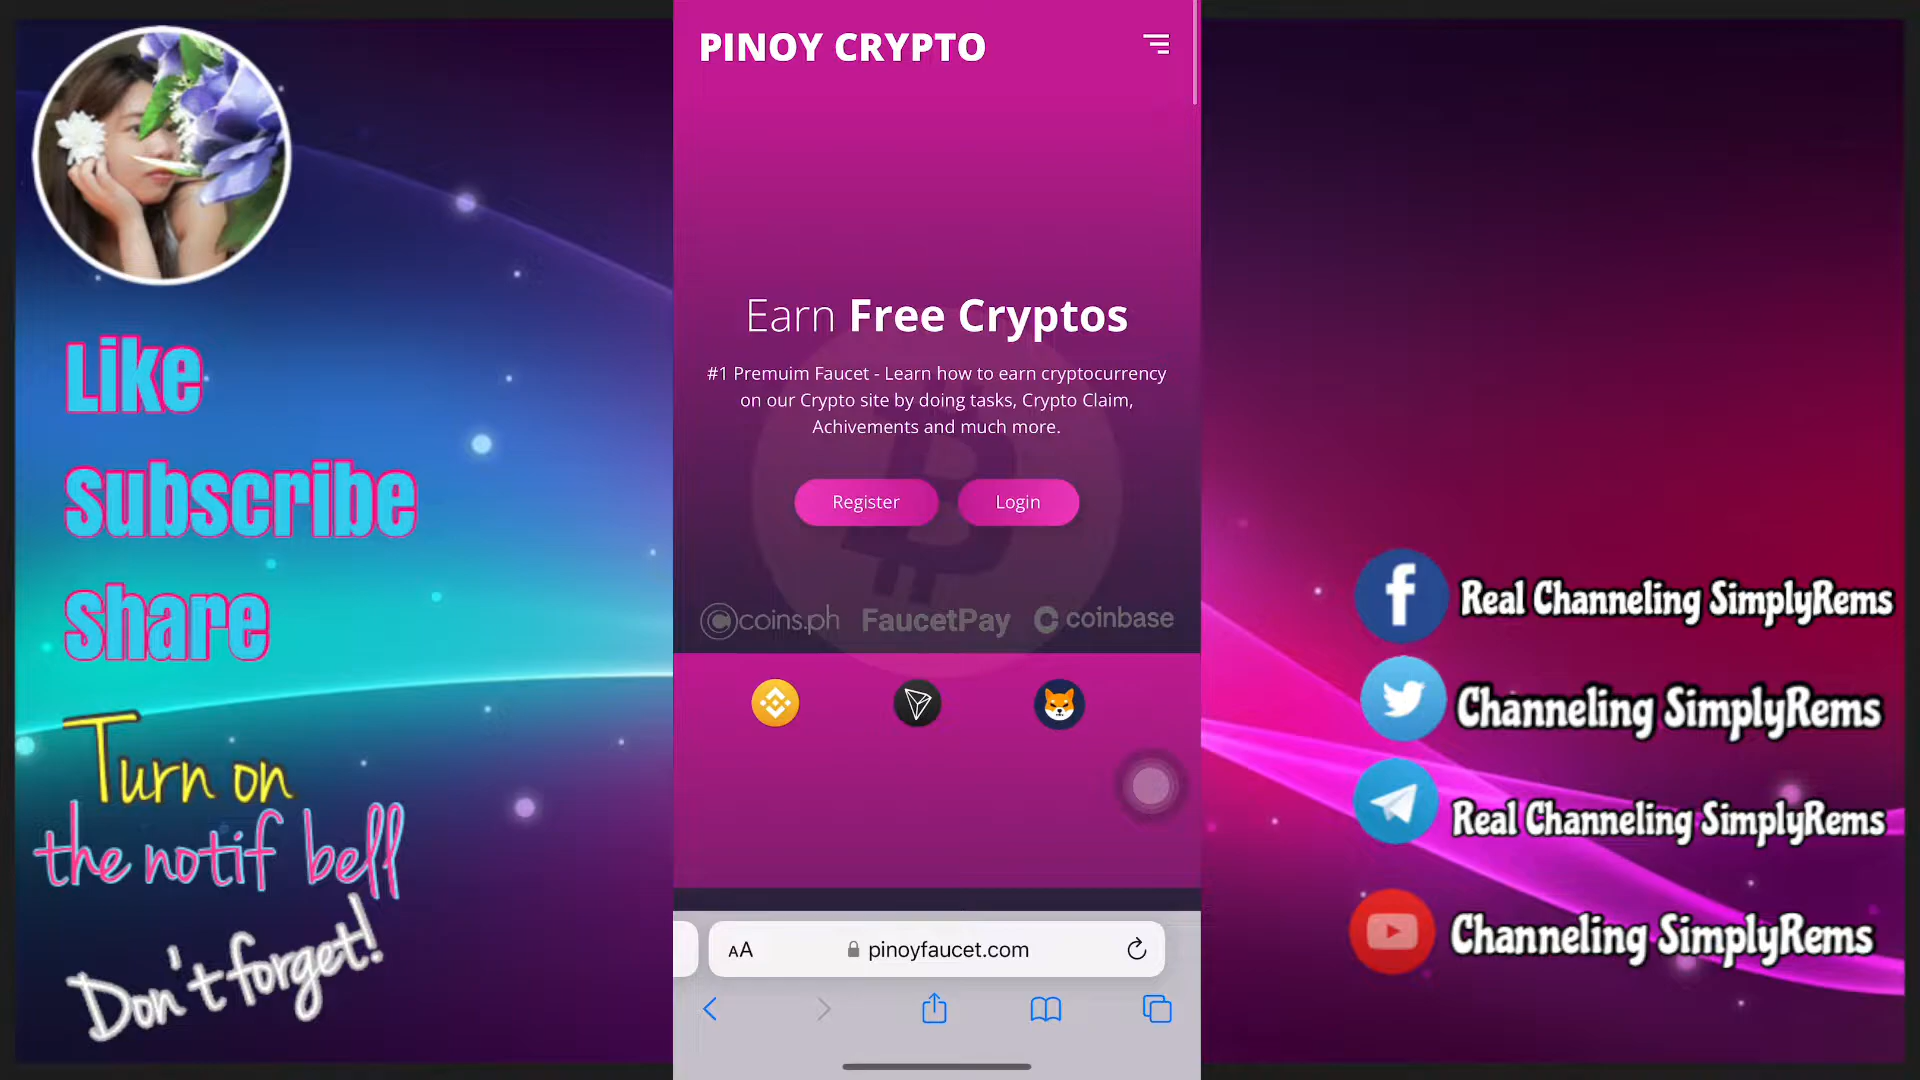 Like
Subscribe
share
Turn on
the notif bell
Don't forget!
PINOY CRYPTO
Earn Free Cryptos
#1 Premuim Faucet - Learn how to earn cryptocurrency
on our Crypto site by doing tasks, Crypto Claim,
Achivements and much more.
Register Login
coins.ph FaucetPay coinbase
AA pinoyfaucet.com
Real Channeling SimplyRems
Channeling SimplyRems
Real Channeling SimplyRems
Channeling SimplyRems